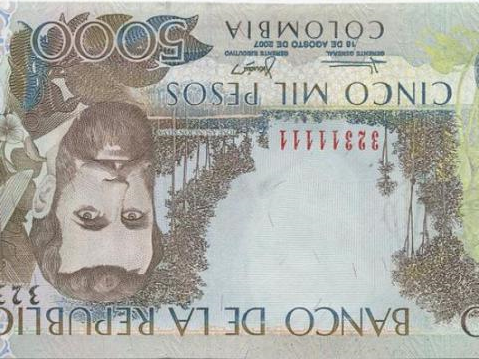 BANCO DE LA REPUBLIC
323
32311111
CINCO MIL PESOS
GERENTE GENERAL
GERENTE EJECUTIVO
18 DE AGOSTO DE 2007
COLOMBIA
5000